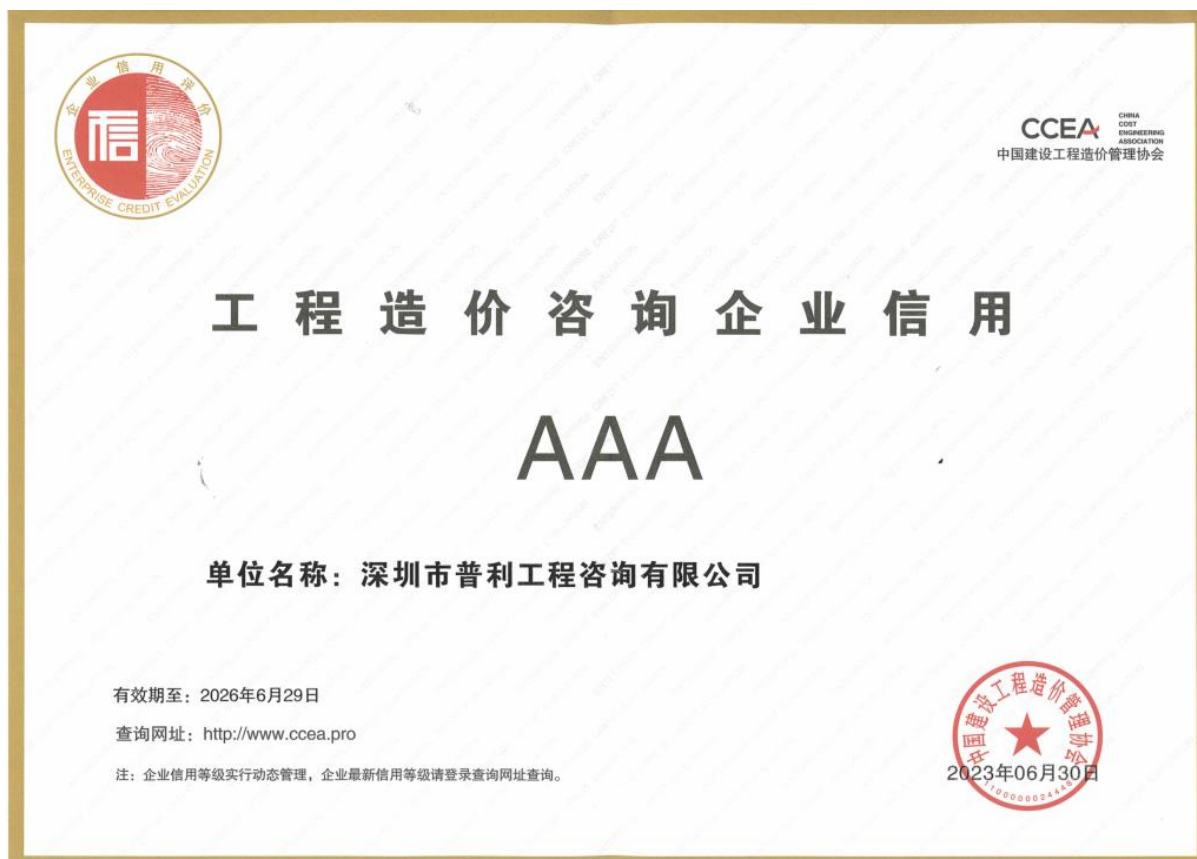 企业信用评价
信
ENTERPRISE CREDIT EVALUATION
CCEA
CHINA
COST
ENGINEERING
ASSOCIATION
中国建设工程造价管理协会
工程造价咨询企业信用
AAA
单位名称：深圳市普利工程咨询有限公司
有效期至：2026年6月29日
查询网址：http://www.ccea.pro
注：企业信用等级实行动态管理，企业最新信用等级请登录查询网址查询。
中国建设工程造价管理协会
2023年06月30日